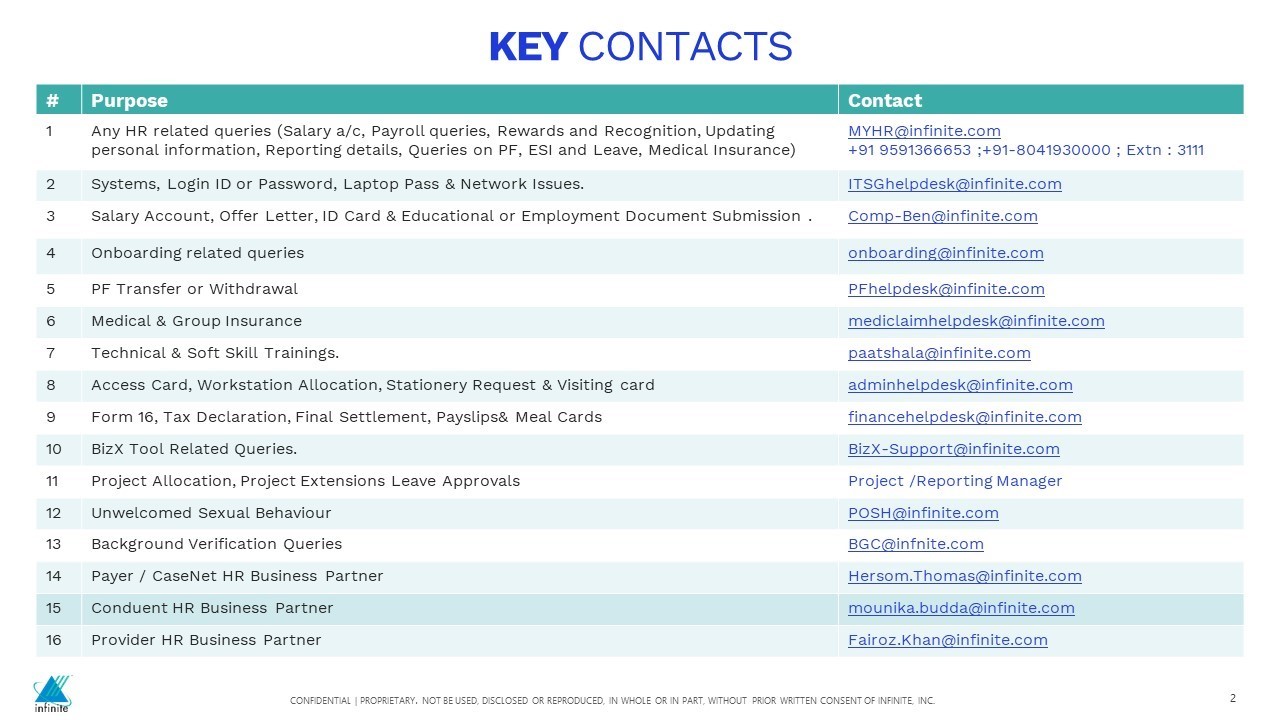 KEY CONTACTS
# Purpose Contact
1 Any HR related queries (Salary a/c, Payroll queries, Rewards and Recognition, Updating MYHR@infinite.com
personal information, Reporting details, Queries on PF, ESI and Leave, Medical Insurance) +91 9591366653 ;+91-8041930000 ; Extn : 3111
2 Systems, Login ID or Password, Laptop Pass & Network Issues. ITSGhelpdesk@infinite.com
3 Salary Account, Offer Letter, ID Card & Educational or Employment Document Submission . Comp-Ben@infinite.com
4 Onboarding related queries onboarding@infinite.com
5 PF Transfer or Withdrawal PFhelpdesk@infinite.com
6 Medical & Group Insurance mediclaimhelpdesk@infinite.com
7 Technical & Soft Skill Trainings. paatshala@infinite.com
8 Access Card, Workstation Allocation, Stationery Request & Visiting card adminhelpdesk@infinite.com
9 Form 16, Tax Declaration, Final Settlement, Payslips& Meal Cards financehelpdesk@infinite.com
10 BizX Tool Related Queries. BizX-Support@infinite.com
11 Project Allocation, Project Extensions Leave Approvals Project /Reporting Manager
12 Unwelcomed Sexual Behaviour POSH@infinite.com
13 Background Verification Queries BGC@infnite.com
14 Payer / CaseNet HR Business Partner Hersom.Thomas@infinite.com
15 Conduent HR Business Partner mounika.budda@infinite.com
16 Provider HR Business Partner Fairoz.Khan@infinite.com
infinite
CONFIDENTIAL | PROPRIETARY. NOT BE USED, DISCLOSED OR REPRODUCED, IN WHOLE OR IN PART, WITHOUT PRIOR WRITTEN CONSENT OF INFINITE, INC.
2